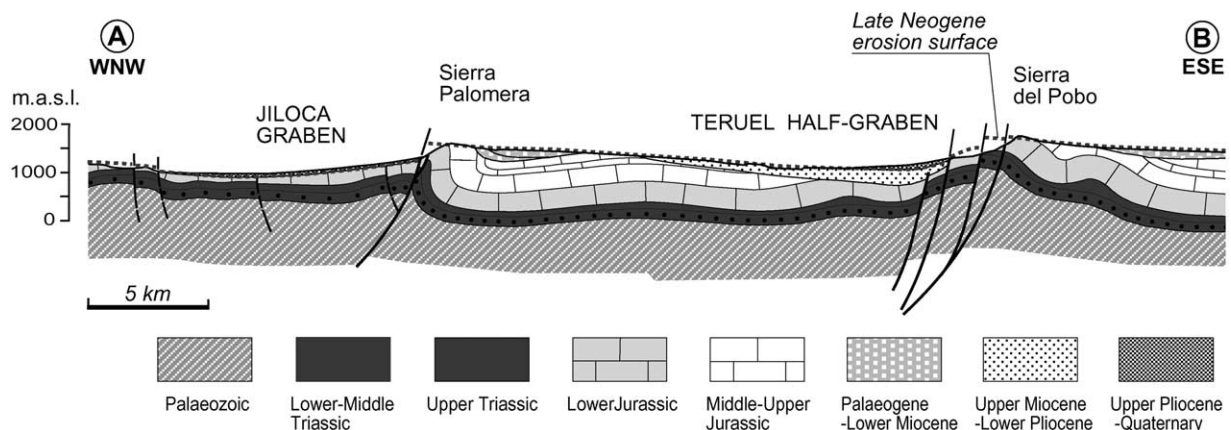 A
WNW
Late Neogene
erosion surface
B
ESE
Sierra
Palomera
Sierra
del Pobo
m.a.s.l.
2000
1000
0
JILOCA
GRABEN
TERUEL HALF-GRABEN
5 km
Palaeozoic
Lower-Middle
Triassic
Upper Triassic
LowerJurassic
Middle-Upper
Jurassic
Palaeogene
-Lower Miocene
Upper Miocene
-Lower Pliocene
Upper Pliocene
-Quaternary